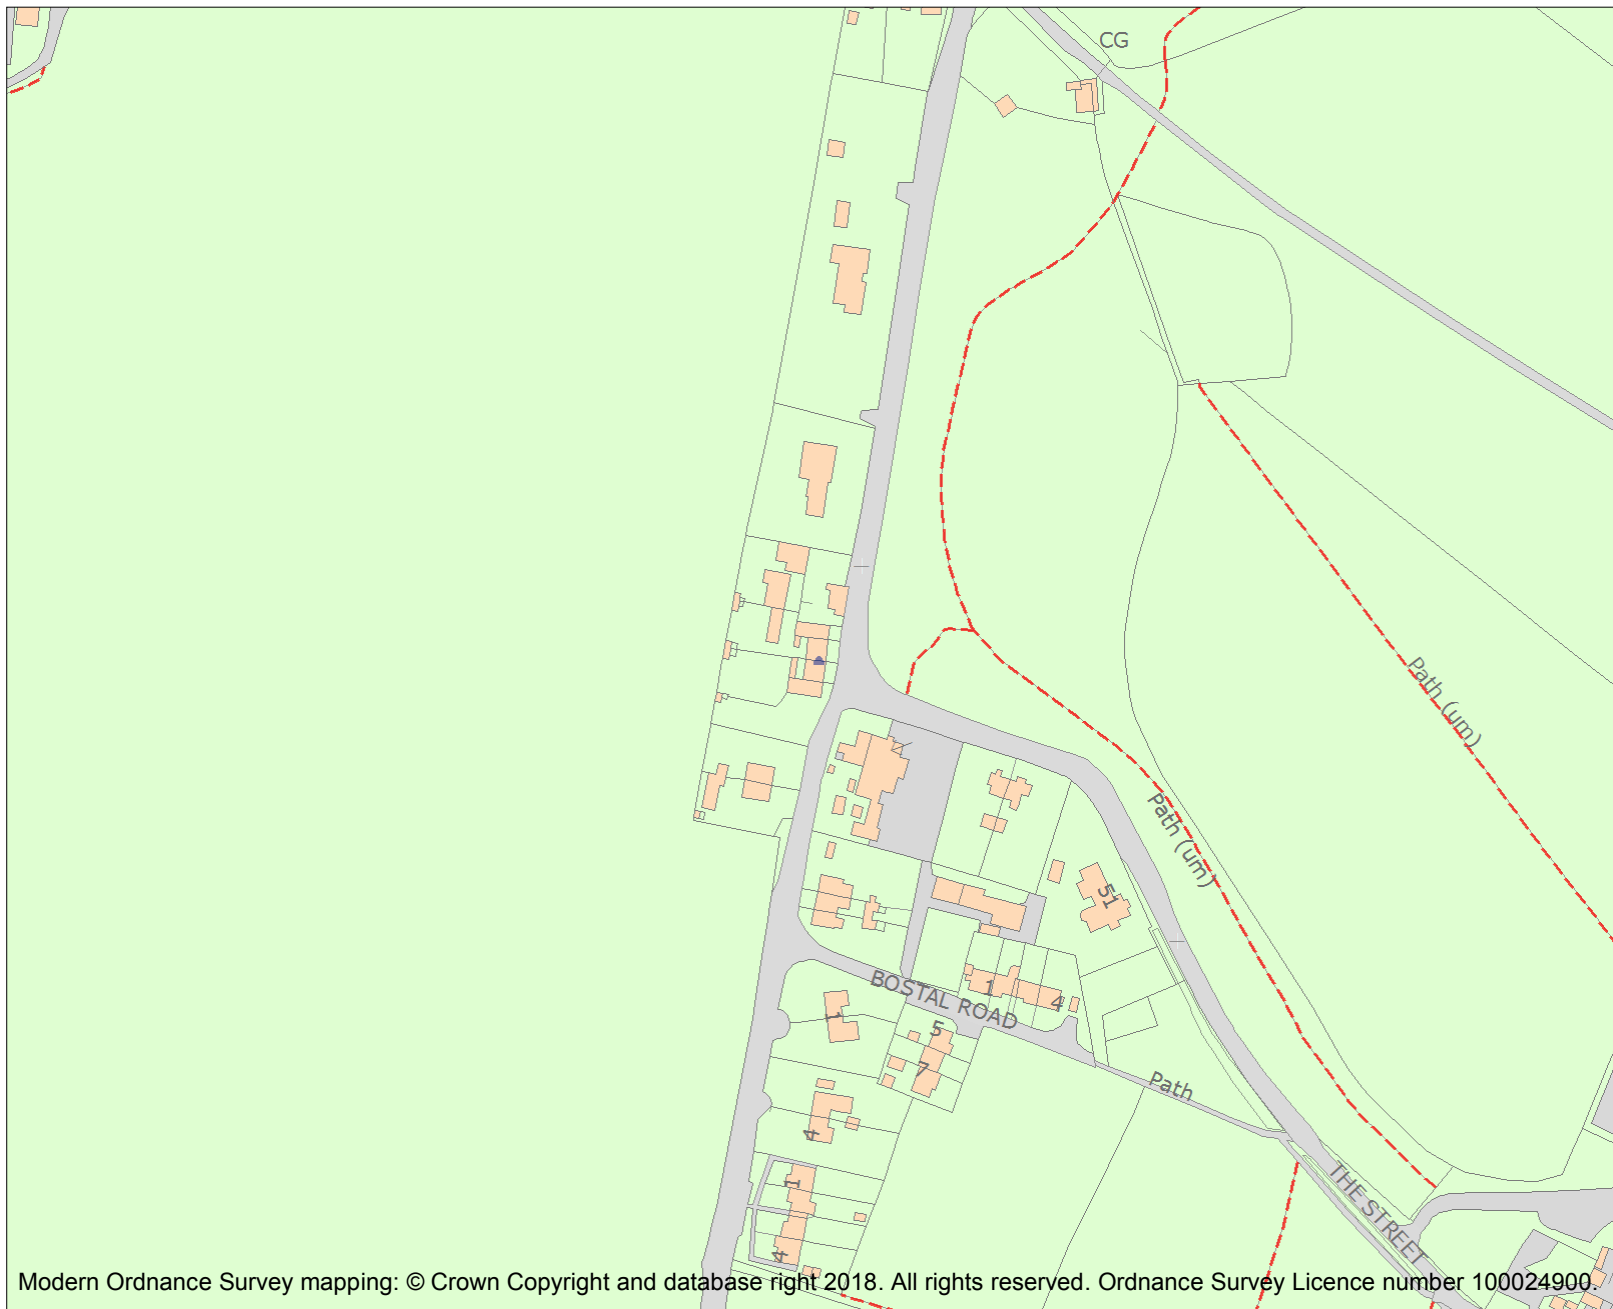 CG
Path (um)
Path (um)
51
BOSTAL ROAD
1
4
1
5
7
Path
4
1
4
THE STREET
Modern Ordnance Survey mapping: © Crown Copyright and database right 2018. All rights reserved. Ordnance Survey Licence number 100024900.